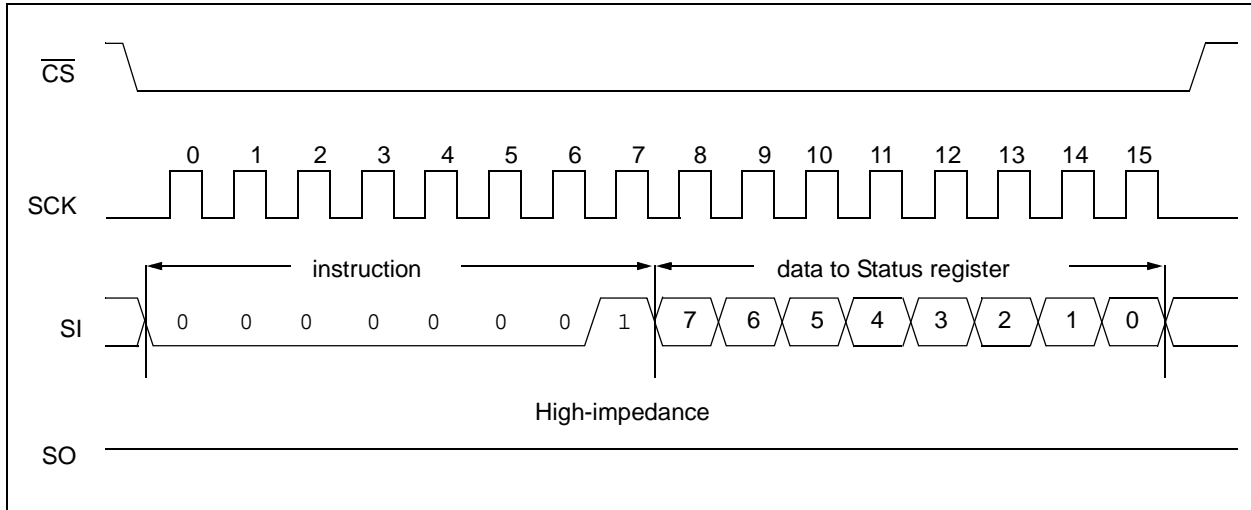 CS
0 1 2 3 4 5 6 7 8 9 10 11 12 13 14 15
SCK
instruction data to Status register
SI 0 0 0 0 0 0 0 1 7 6 5 4 3 2 1 0
High-impedance
SO